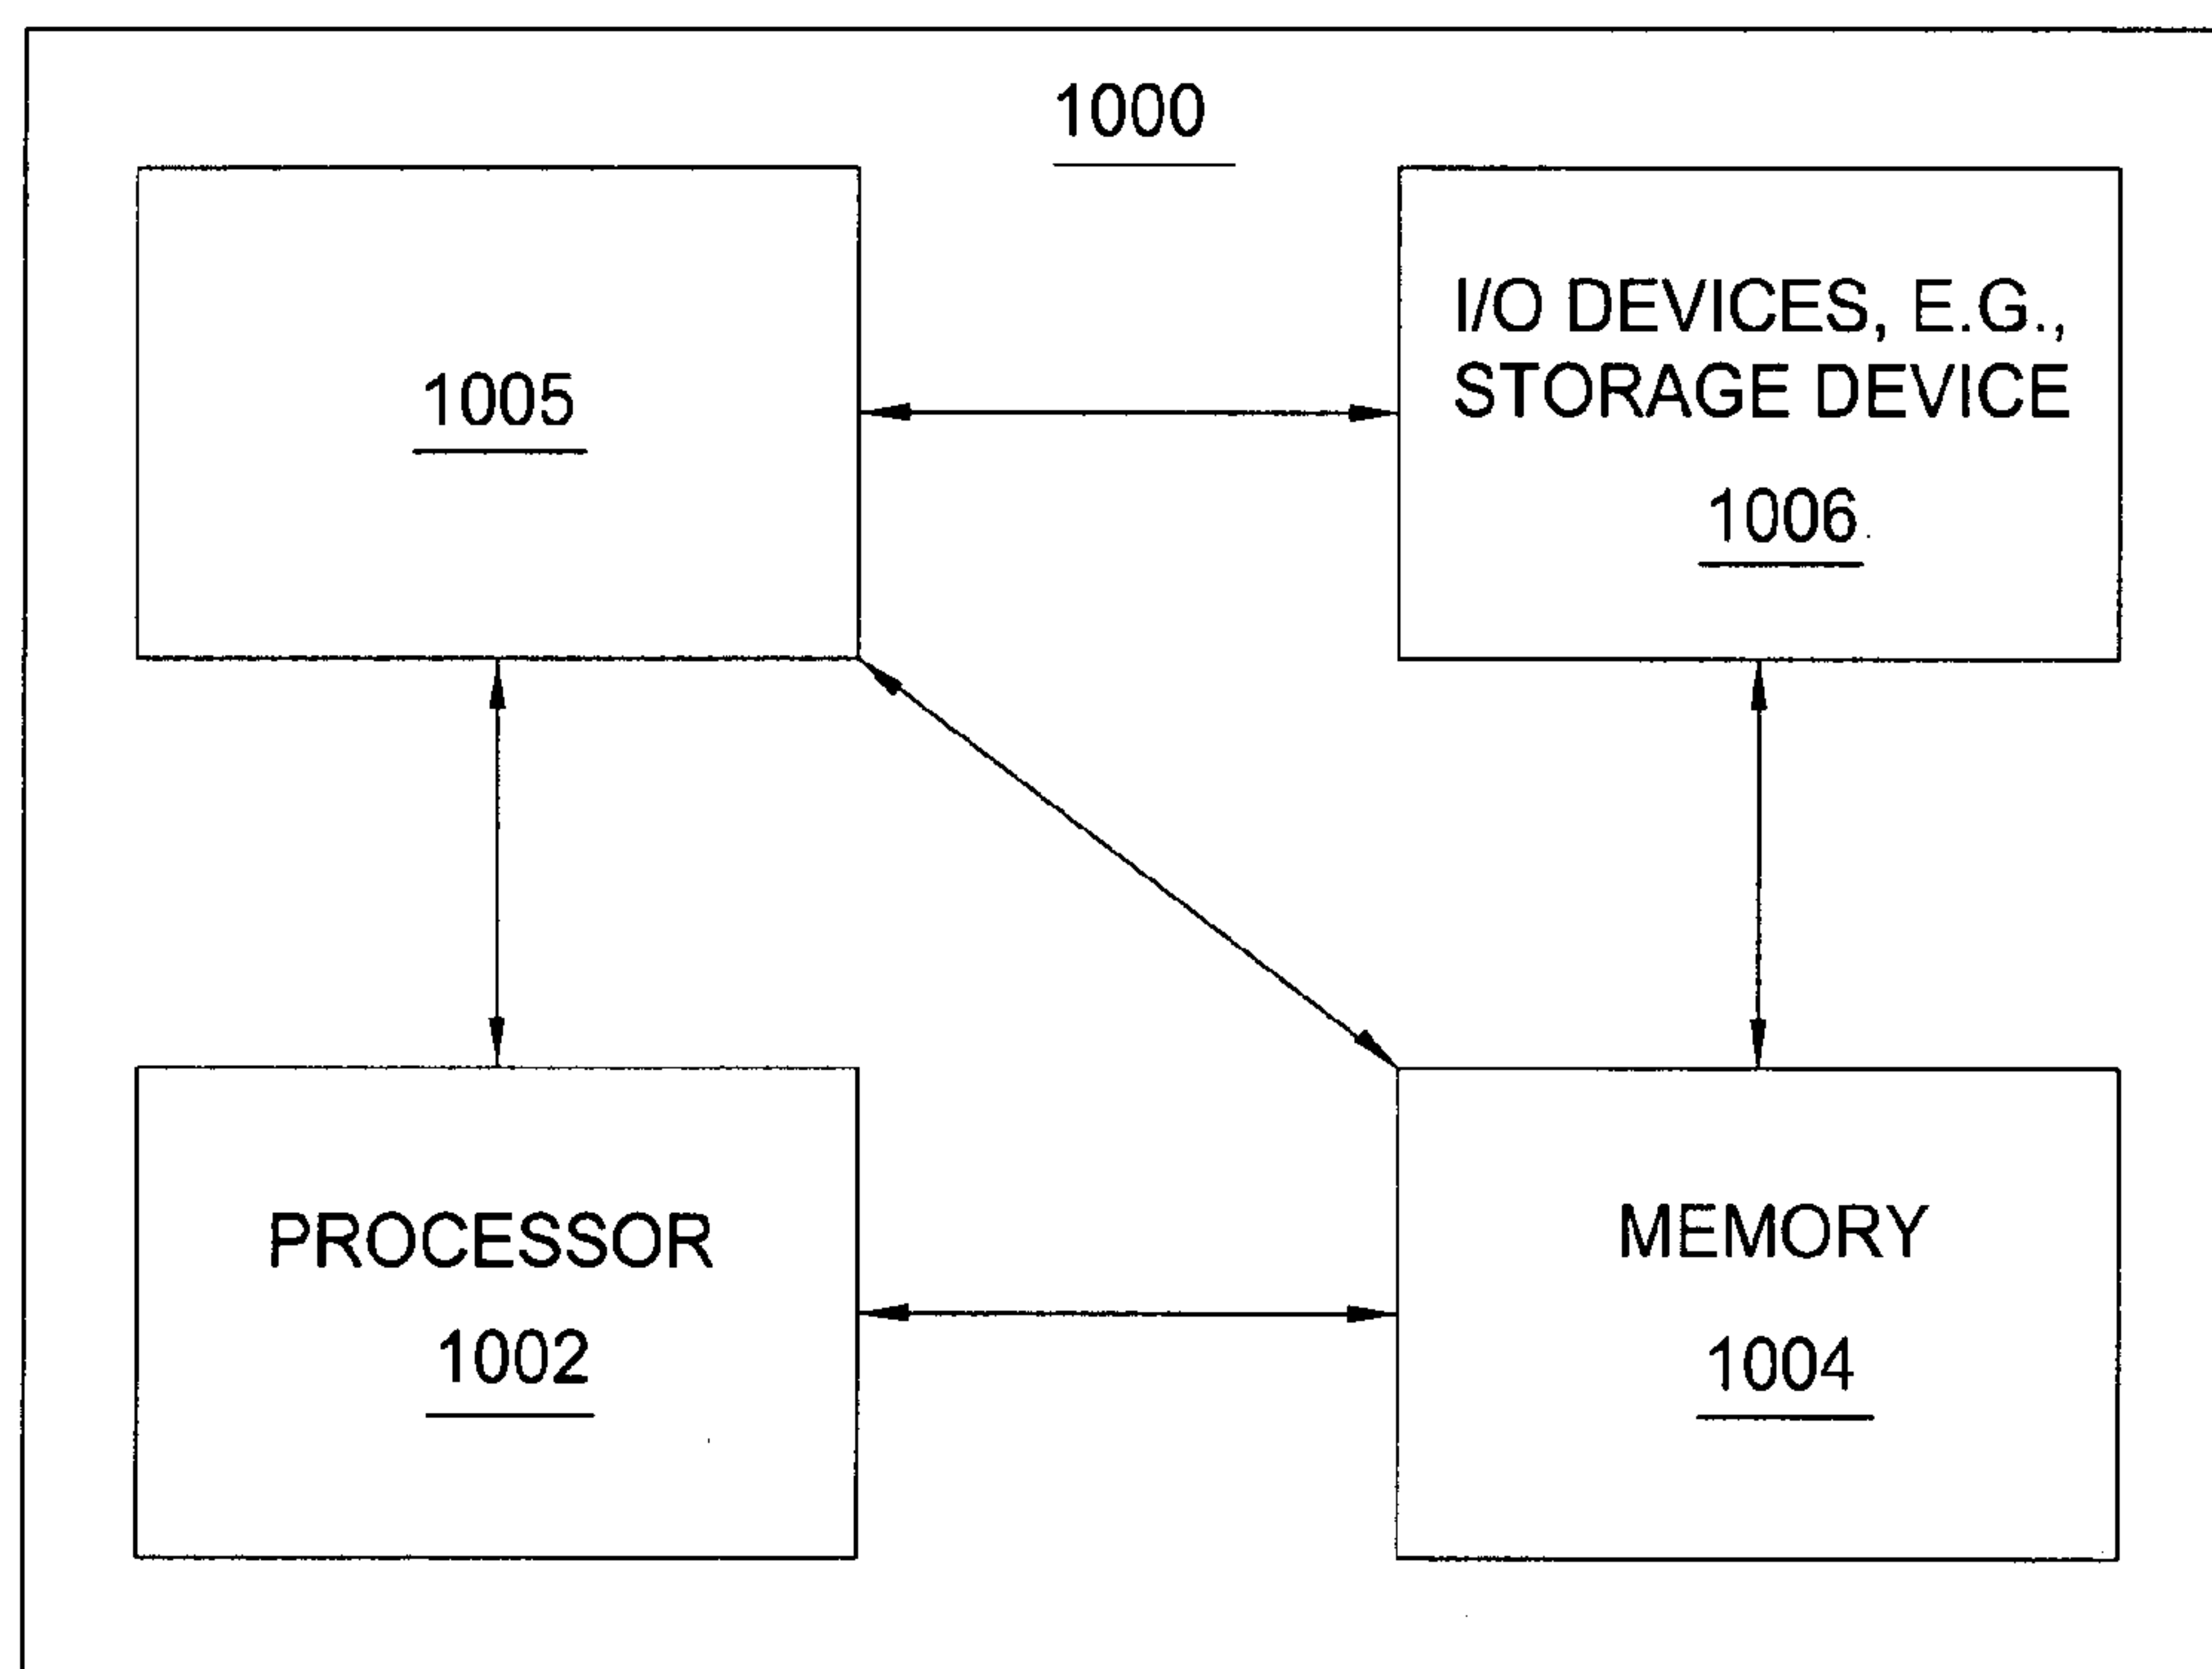 1000
1005
I/O DEVICES, E.G.,
STORAGE DEVICE
1006
PROCESSOR
1002
MEMORY
1004